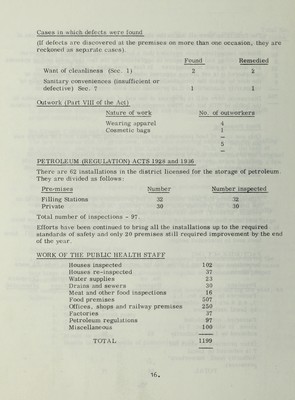 Cases in which defects were found
(If defects are discovered at the premises on more than one occasion, they are
reckoned as separate cases).
Found Remedied
Want of cleanliness (Sec. 1) 2 2
Sanitary conveniences (insufficient or
defective) Sec. 7 1 1
Outwork (Part VIII of the Act)
Nature of work No. of outworkers
Wearing apparel 4
Cosmetic bags 1
5
PETROLEUM (REGULATION) ACTS 1928 and 1936
There are 62 installations in the district licensed for the storage of petroleum.
They are divided as follows:
Premises Number Number inspected
Filling Stations 32 32
Private 30 30
Total number of inspections - 97.
Efforts have been continued to bring all the installations up to the required
standards of safety and only 20 premises still required improvement by the end
of the year.
WORK OF THE PUBLIC HEALTH STAFF
Houses inspected 102
Houses re-inspected 37
Water supplies 23
Drains and sewers 30
Meat and other food inspections 16
Food premises 507
Offices, shops and railway premises 250
Factories 37
Petroleum regulations 97
Miscellaneous 100
TOTAL 1199
16.